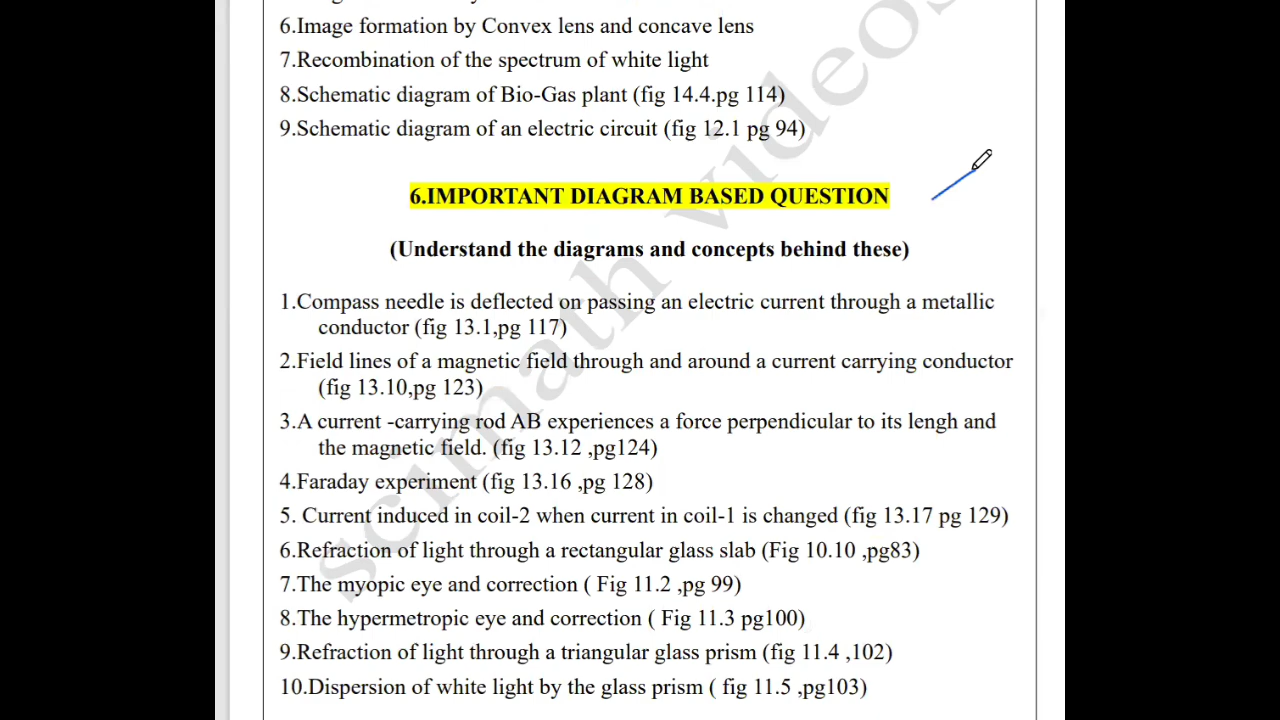 6.Image formation by Convex lens and concave lens
7.Recombination of the spectrum of white light
8.Schematic diagram of Bio-Gas plant (fig 14.4.pg 114)
9.Schematic diagram of an electric circuit (fig 12.1 pg 94)
6.IMPORTANT DIAGRAM BASED QUESTION
(Understand the diagrams and concepts behind these)
1.Compass needle is deflected on passing an electric current through a metallic
conductor (fig 13.1,pg 117)
2.Field lines of a magnetic field through and around a current carrying conductor
(fig 13.10,pg 123)
3.A current -carrying rod AB experiences a force perpendicular to its lengh and
the magnetic field. (fig 13.12 ,pg124)
4.Faraday experiment (fig 13.16 ,pg 128)
5. Current induced in coil-2 when current in coil-1 is changed (fig 13.17 pg 129)
6.Refraction of light through a rectangular glass slab (Fig 10.10 ,pg83)
7.The myopic eye and correction ( Fig 11.2 ,pg 99)
8.The hypermetropic eye and correction ( Fig 11.3 pg100)
9.Refraction of light through a triangular glass prism (fig 11.4 ,102)
10.Dispersion of white light by the glass prism ( fig 11.5 ,pg103)
scimath videos